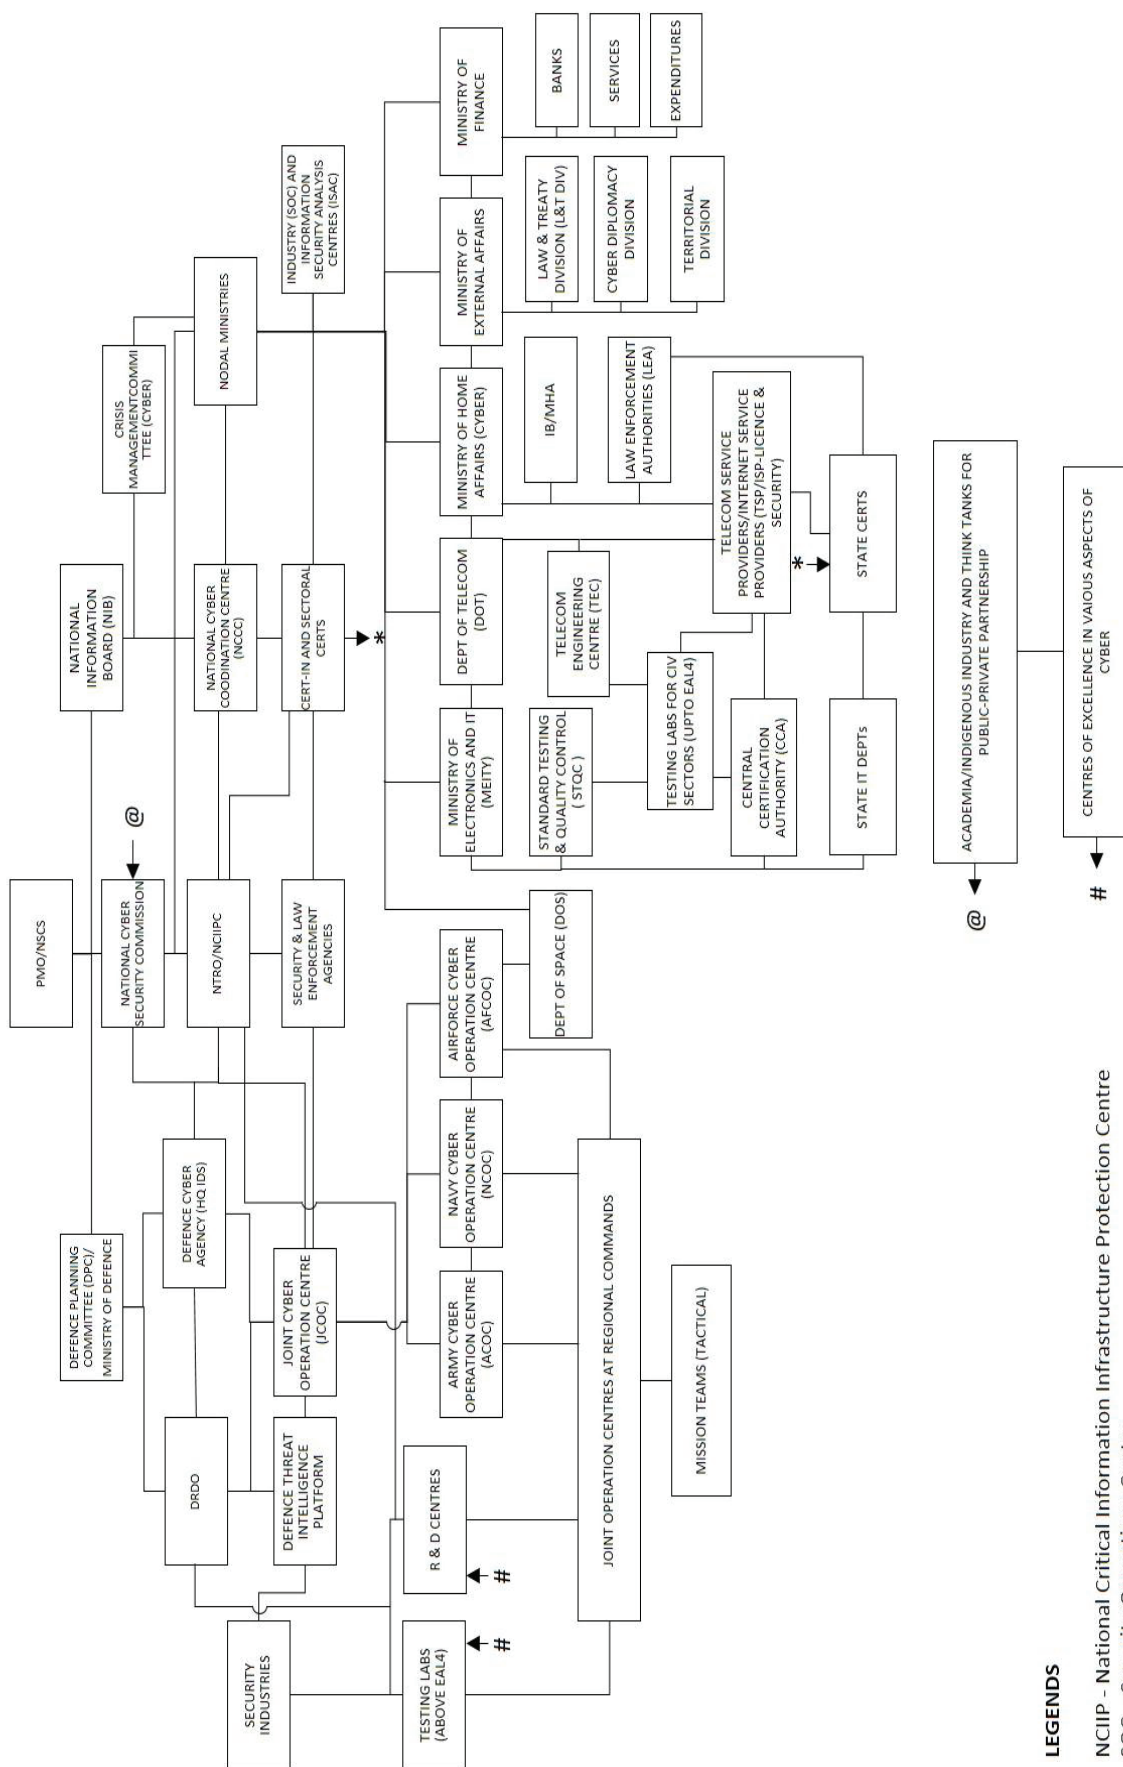 PMO/NSCS
DEFENCE PLANNING
COMMITTEE (DPC)/
MINISTRY OF DEFENCE
NATIONAL
INFORMATION
BOARD (NIB)
NATIONAL CYBER
SECURITY COMMISSION
@
CRISIS
MANAGEMENTCOMMI
TTEE (CYBER)
DRDO
DEFENCE CYBER
AGENCY (HQ IDS)
NTRO/NCIIPC
NATIONAL CYBER
COODINATION CENTRE
(NCCC)
NODAL MINISTRIES
SECURITY
INDUSTRIES
DEFENCE THREAT
INTELLIGENCE
PLATFORM
JOINT CYBER
OPERATION CENTRE
(JCOC)
SECURITY & LAW
ENFORCEMENT
AGENCIES
CERT-IN AND SECTORAL
CERTS
INDUSTRY (SOC) AND
INFORMATION
SECURITY ANALYSIS
CENTRES (ISAC)
*
TESTING LABS
(ABOVE EAL4)
#
R & D CENTRES
#
ARMY CYBER
OPERATION CENTRE
(ACOC)
NAVY CYBER
OPERATION CENTRE
(NCOC)
AIRFORCE CYBER
OPERATION CENTRE
(AFCOC)
MINISTRY OF
ELECTRONICS AND IT
(MEITY)
DEPT OF TELECOM
(DOT)
MINISTRY OF HOME
AFFAIRS (CYBER)
MINISTRY OF
EXTERNAL AFFAIRS
MINISTRY OF
FINANCE
DEPT OF SPACE (DOS)
STANDARD TESTING
& QUALITY CONTROL
( STQC )
TELECOM
ENGINEERING
CENTRE (TEC)
IB/MHA
LAW & TREATY
DIVISION (L&T DIV)
BANKS
JOINT OPERATION CENTRES AT REGIONAL COMMANDS
LAW ENFORCEMENT
AUTHORITIES (LEA)
CYBER DIPLOMACY
DIVISION
SERVICES
TESTING LABS FOR CIV
SECTORS (UPTO EAL4)
TERRITORIAL
DIVISION
EXPENDITURES
MISSION TEAMS (TACTICAL)
CENTRAL
CERTIFICATION
AUTHORITY (CCA)
TELECOM SERVICE
PROVIDERS/INTERNET SERVICE
PROVIDERS (TSP/ISP-LICENCE &
SECURITY)
*
STATE IT DEPTs
STATE CERTS
@
ACADEMIA/INDIGENOUS INDUSTRY AND THINK TANKS FOR
PUBLIC-PRIVATE PARTNERSHIP
#
CENTRES OF EXCELLENCE IN VAIOUS ASPECTS OF
CYBER
LEGENDS
NCIIP - National Critical Information Infrastructure Protection Centre